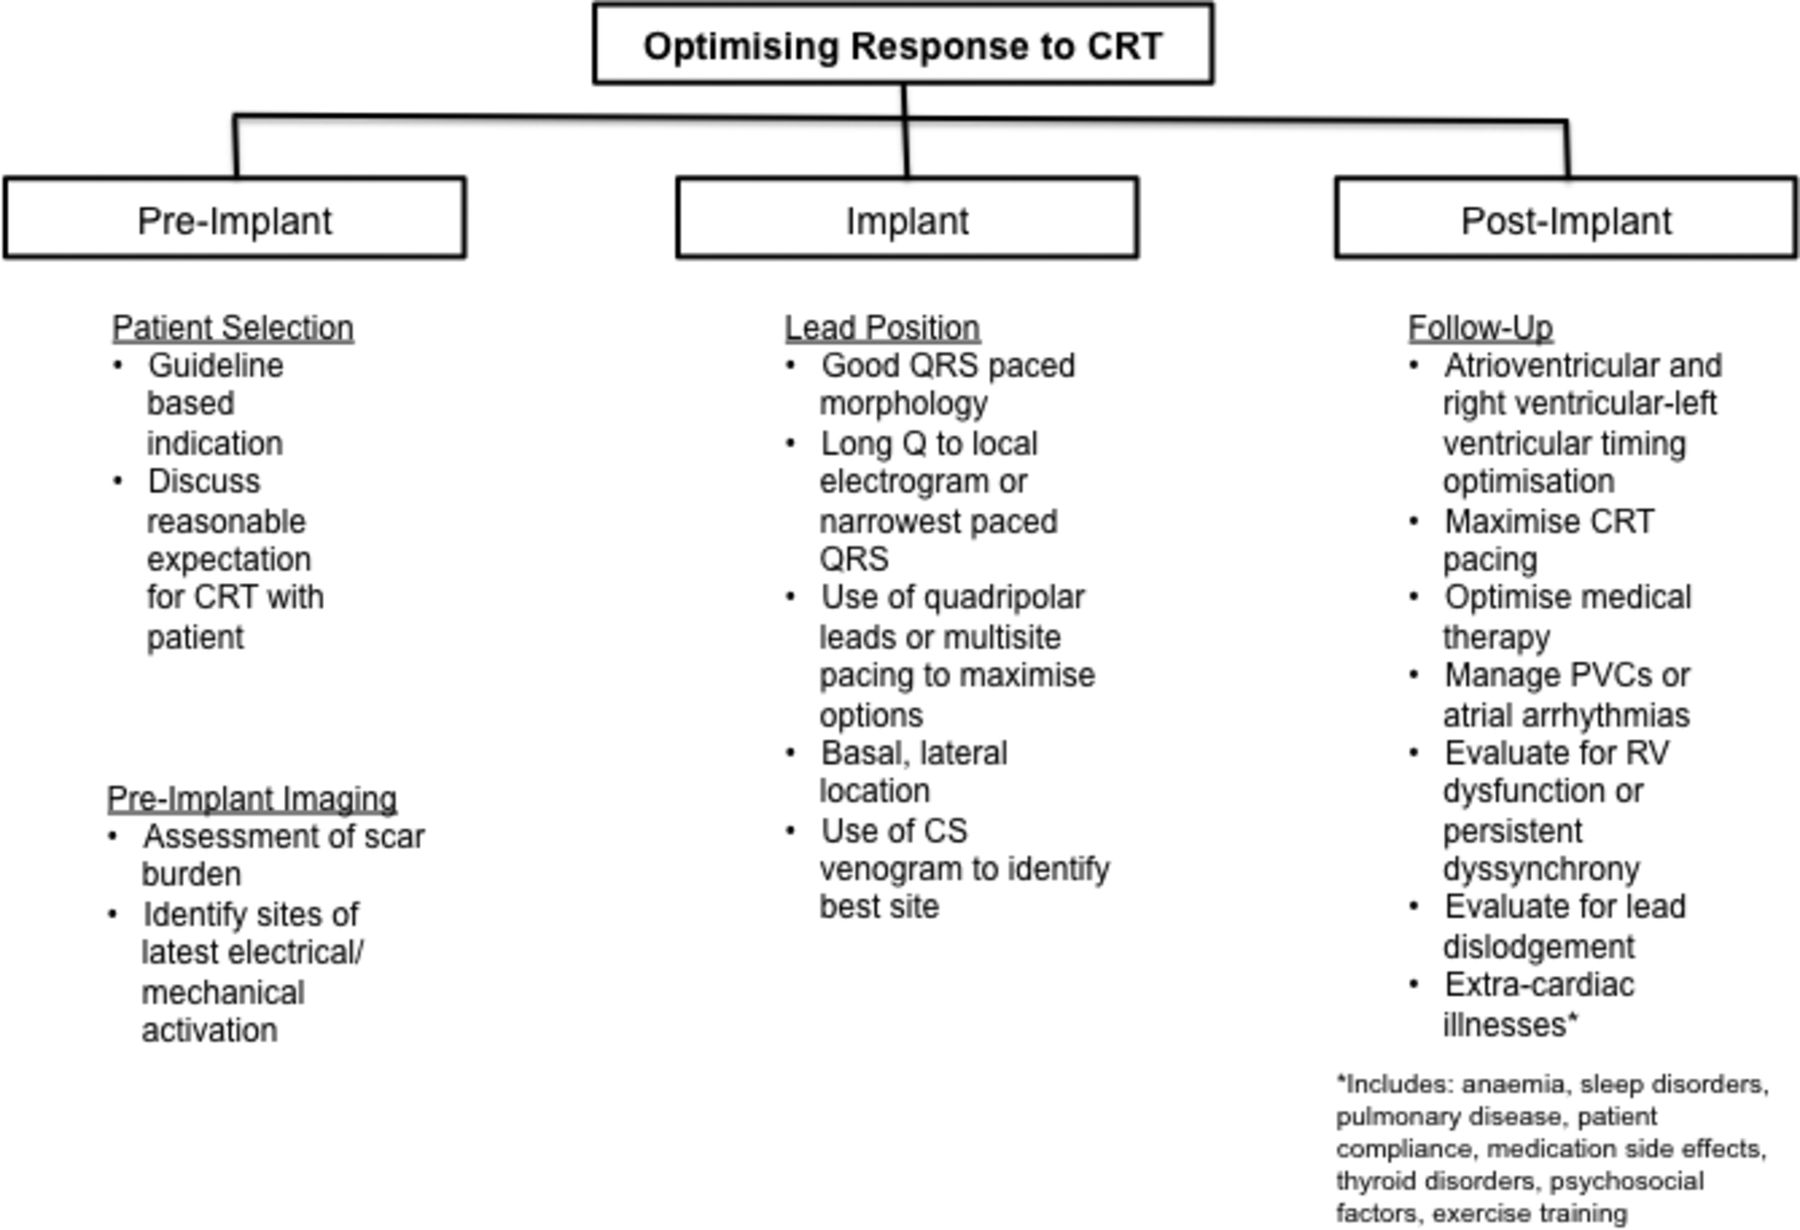 Optimising Response to CRT
Pre-Implant
Patient Selection
• Guideline
based
indication
• Discuss
reasonable
expectation
for CRT with
patient
Pre-Implant Imaging
• Assessment of scar
burden
• Identify sites of
latest electrical/
mechanical
activation
Implant
Lead Position
• Good QRS paced
morphology
• Long Q to local
electrogram or
narrowest paced
QRS
• Use of quadripolar
leads or multisite
pacing to maximise
options
• Basal, lateral
location
• Use of CS
venogram to identify
best site
Post-Implant
Follow-Up
• Atrioventricular and
right ventricular-left
ventricular timing
optimisation
• Maximise CRT
pacing
• Optimise medical
therapy
• Manage PVCs or
atrial arrhythmias
• Evaluate for RV
dysfunction or
persistent
dyssynchrony
• Evaluate for lead
dislodgement
• Extra-cardiac
illnesses*
*Includes: anaemia, sleep disorders,
pulmonary disease, patient
compliance, medication side effects,
thyroid disorders, psychosocial
factors, exercise training